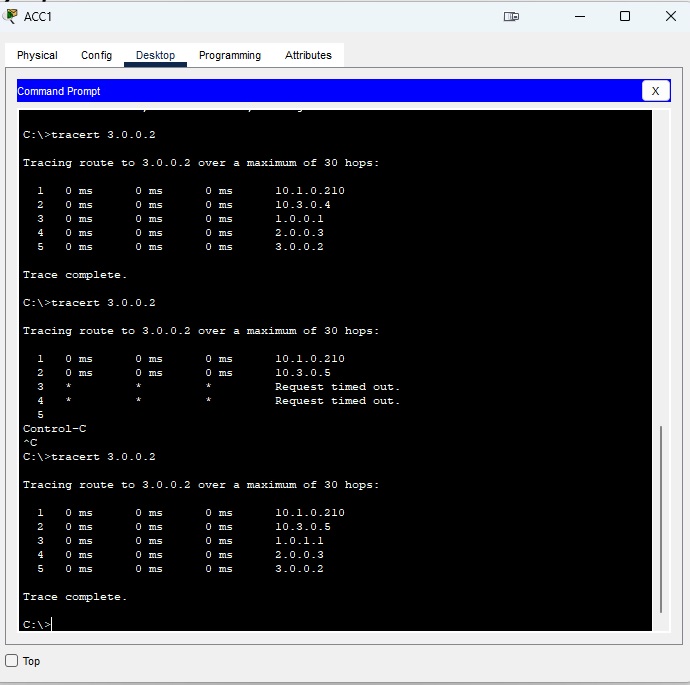 ACC1
Physical Config Desktop Programming Attributes
Command Prompt X
C:\>tracert 3.0.0.2
Tracing route to 3.0.0.2 over a maximum of 30 hops:
1 0 ms 0 ms 0 ms 10.1.0.210
2 0 ms 0 ms 0 ms 10.3.0.4
3 0 ms 0 ms 0 ms 1.0.0.1
4 0 ms 0 ms 0 ms 2.0.0.3
5 0 ms 0 ms 0 ms 3.0.0.2
Trace complete.
C:\>tracert 3.0.0.2
Tracing route to 3.0.0.2 over a maximum of 30 hops:
1 0 ms 0 ms 0 ms 10.1.0.210
2 0 ms 0 ms 0 ms 10.3.0.5
3 * * * Request timed out.
4 * * * Request timed out.
5
Control-C
^C
C:\>tracert 3.0.0.2
Tracing route to 3.0.0.2 over a maximum of 30 hops:
1 0 ms 0 ms 0 ms 10.1.0.210
2 0 ms 0 ms 0 ms 10.3.0.5
3 0 ms 0 ms 0 ms 1.0.1.1
4 0 ms 0 ms 0 ms 2.0.0.3
5 0 ms 0 ms 0 ms 3.0.0.2
Trace complete.
C:\>
Top